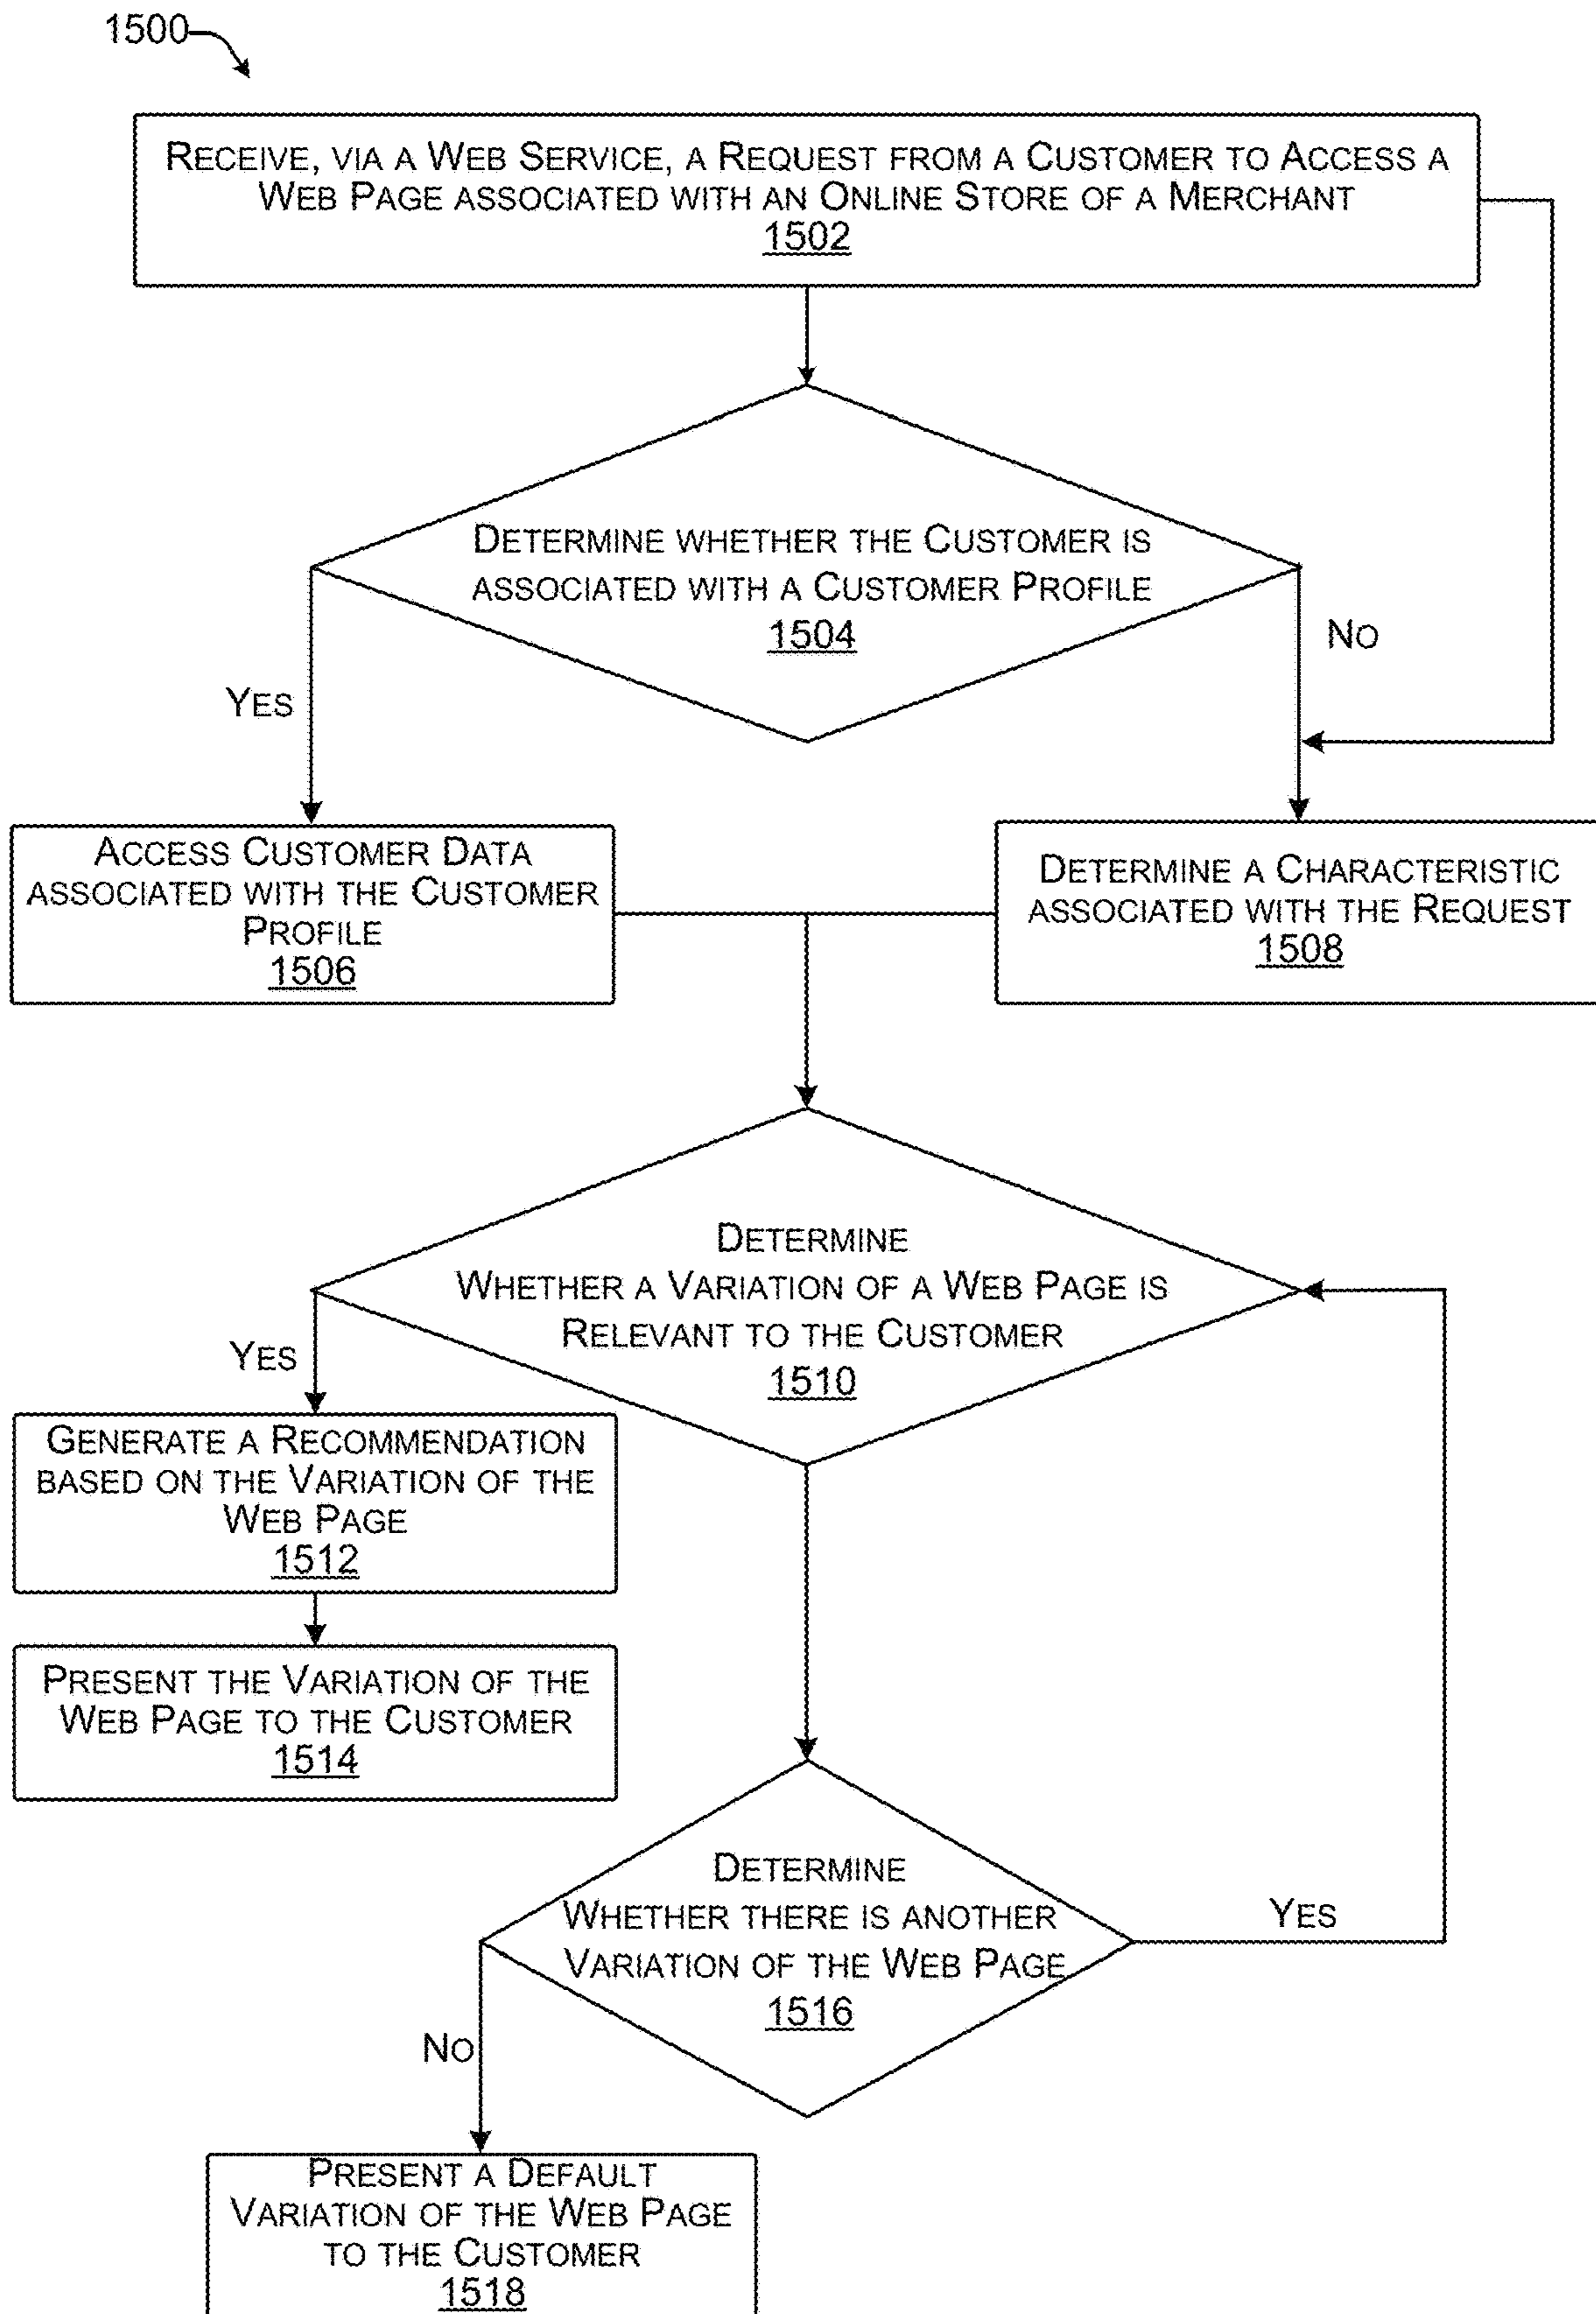 1500
RECEIVE, VIA A WEB SERVICE, A REQUEST FROM A CUSTOMER TO ACCESS A
WEB PAGE ASSOCIATED WITH AN ONLINE STORE OF A MERCHANT
1502
DETERMINE WHETHER THE CUSTOMER IS
ASSOCIATED WITH A CUSTOMER PROFILE
1504
NO
YES
ACCESS CUSTOMER DATA
ASSOCIATED WITH THE CUSTOMER
PROFILE
1506
DETERMINE A CHARACTERISTIC
ASSOCIATED WITH THE REQUEST
1508
DETERMINE
WHETHER A VARIATION OF A WEB PAGE IS
RELEVANT TO THE CUSTOMER
1510
YES
GENERATE A RECOMMENDATION
BASED ON THE VARIATION OF THE
WEB PAGE
1512
PRESENT THE VARIATION OF THE
WEB PAGE TO THE CUSTOMER
1514
DETERMINE
WHETHER THERE IS ANOTHER
VARIATION OF THE WEB PAGE
1516
YES
NO
PRESENT A DEFAULT
VARIATION OF THE WEB PAGE
TO THE CUSTOMER
1518